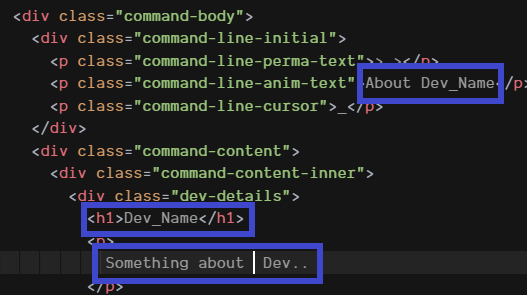 <div class="command-body">
<div class="command-line-initial">
<p class="command-line-perma-text">>_></p>
<p class="command-line-anim-text">About Dev_Name</p>
<p class="command-line-cursor">_</p>
</div>
<div class="command-content">
<div class="command-content-inner">
<div class="dev-details">
<h1>Dev_Name</h1>
<p>
Something about Dev..
</p>